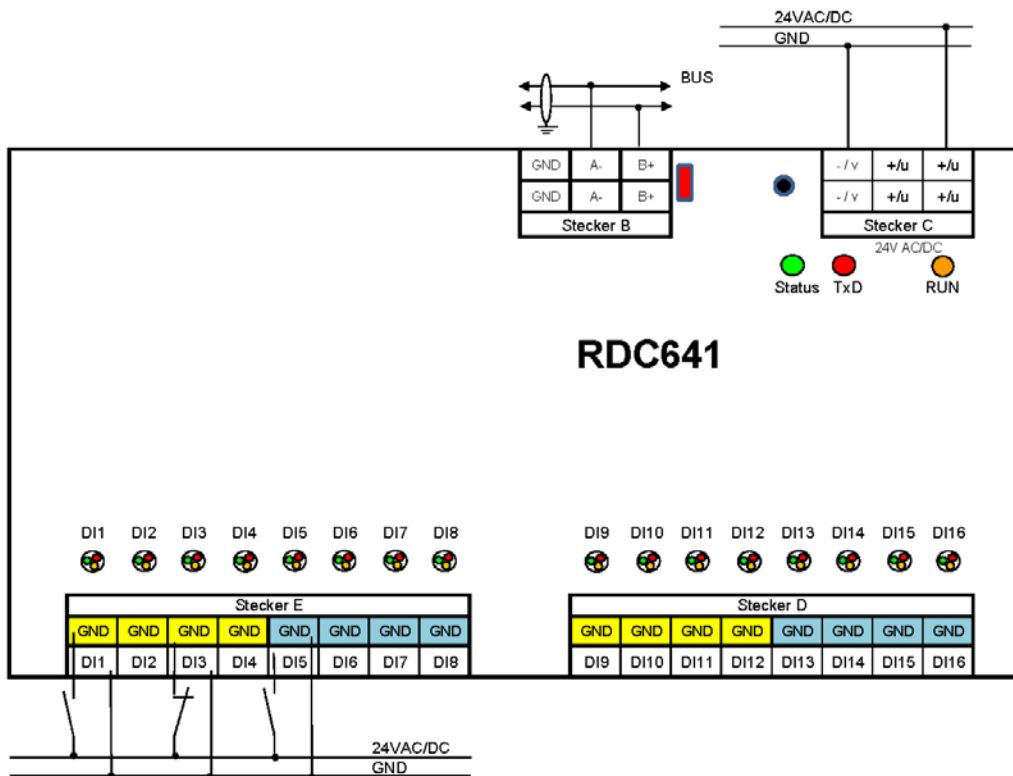 24VAC/DC
GND
BUS
GND A- B+
GND A- B+
Stecker B
- / v +/u +/u
- / v +/u +/u
Stecker C
24V AC/DC
Status TxD RUN
RDC641
DI1 DI2 DI3 DI4 DI5 DI6 DI7 DI8
DI9 DI10 DI11 DI12 DI13 DI14 DI15 DI16
Stecker E
GND GND GND GND GND GND GND GND
DI1 DI2 DI3 DI4 DI5 DI6 DI7 DI8
Stecker D
GND GND GND GND GND GND GND GND
DI9 DI10 DI11 DI12 DI13 DI14 DI15 DI16
24VAC/DC
GND